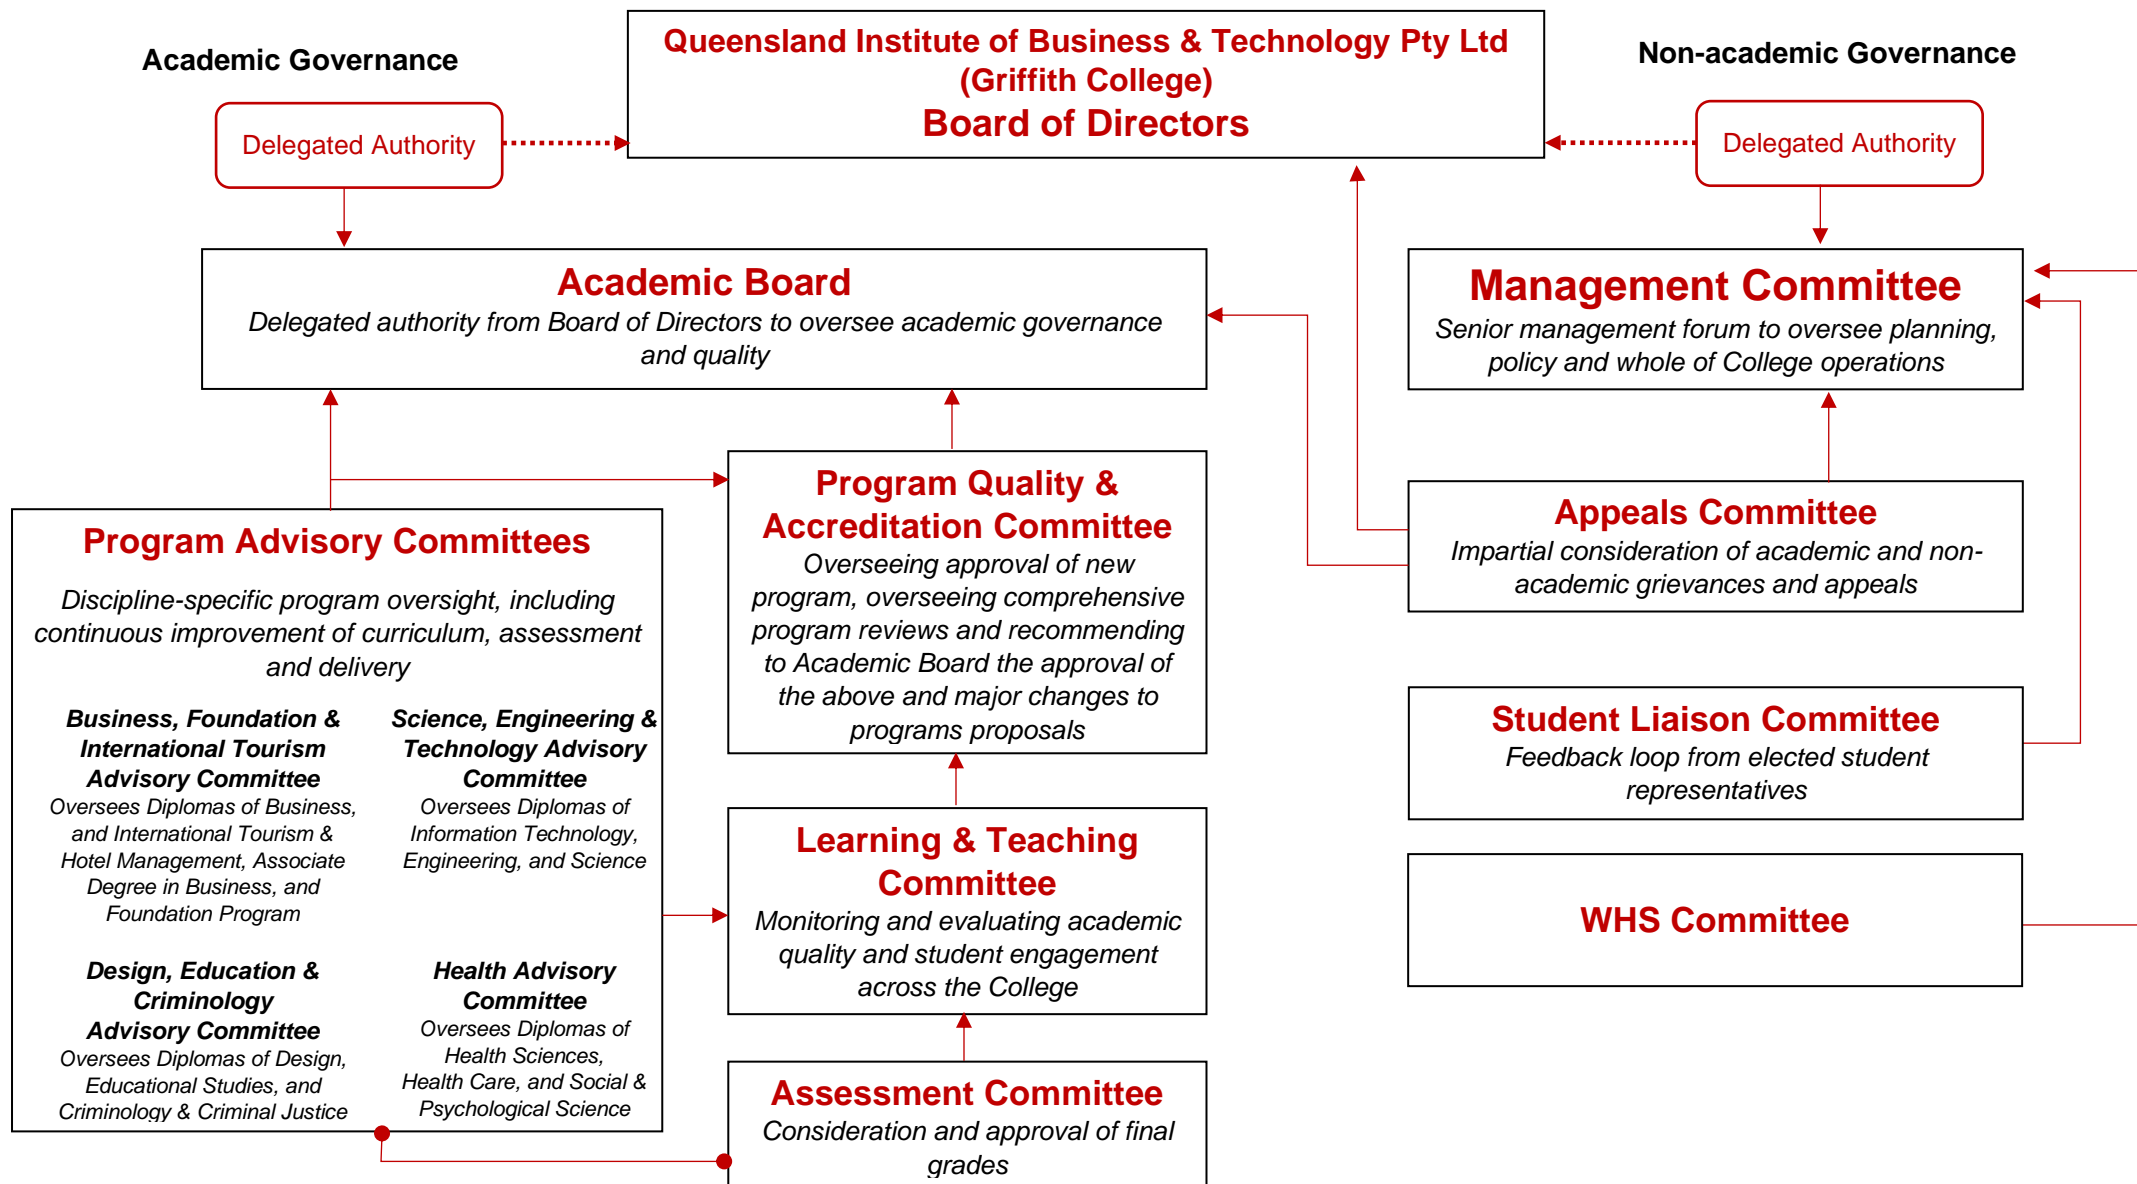 Academic Governance
Queensland Institute of Business & Technology Pty Ltd
(Griffith College)
Board of Directors
Non-academic Governance
Delegated Authority
Delegated Authority
Academic Board
Delegated authority from Board of Directors to oversee academic governance
and quality
Management Committee
Senior management forum to oversee planning,
policy and whole of College operations
Program Advisory Committees
Discipline-specific program oversight, including
continuous improvement of curriculum, assessment
and delivery
Business, Foundation &
International Tourism
Advisory Committee
Oversees Diplomas of Business,
and International Tourism &
Hotel Management, Associate
Degree in Business, and
Foundation Program
Science, Engineering &
Technology Advisory
Committee
Oversees Diplomas of
Information Technology,
Engineering, and Science
Design, Education &
Criminology
Advisory Committee
Oversees Diplomas of Design,
Educational Studies, and
Criminology & Criminal Justice
Health Advisory
Committee
Oversees Diplomas of
Health Sciences,
Health Care, and Social &
Psychological Science
Program Quality &
Accreditation Committee
Overseeing approval of new
program, overseeing comprehensive
program reviews and recommending
to Academic Board the approval of
the above and major changes to
programs proposals
Learning & Teaching
Committee
Monitoring and evaluating academic
quality and student engagement
across the College
Assessment Committee
Consideration and approval of final
grades
Appeals Committee
Impartial consideration of academic and non-
academic grievances and appeals
Student Liaison Committee
Feedback loop from elected student
representatives
WHS Committee